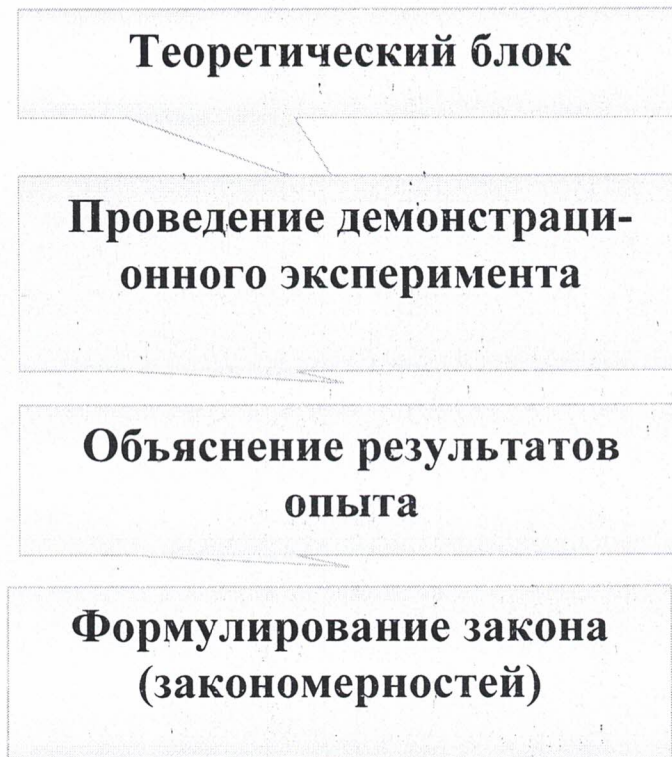 Теоретический блок
Проведение демонстраци-
онного эксперимента
Объяснение результатов
опыта
Формулирование закона
(закономерностей)